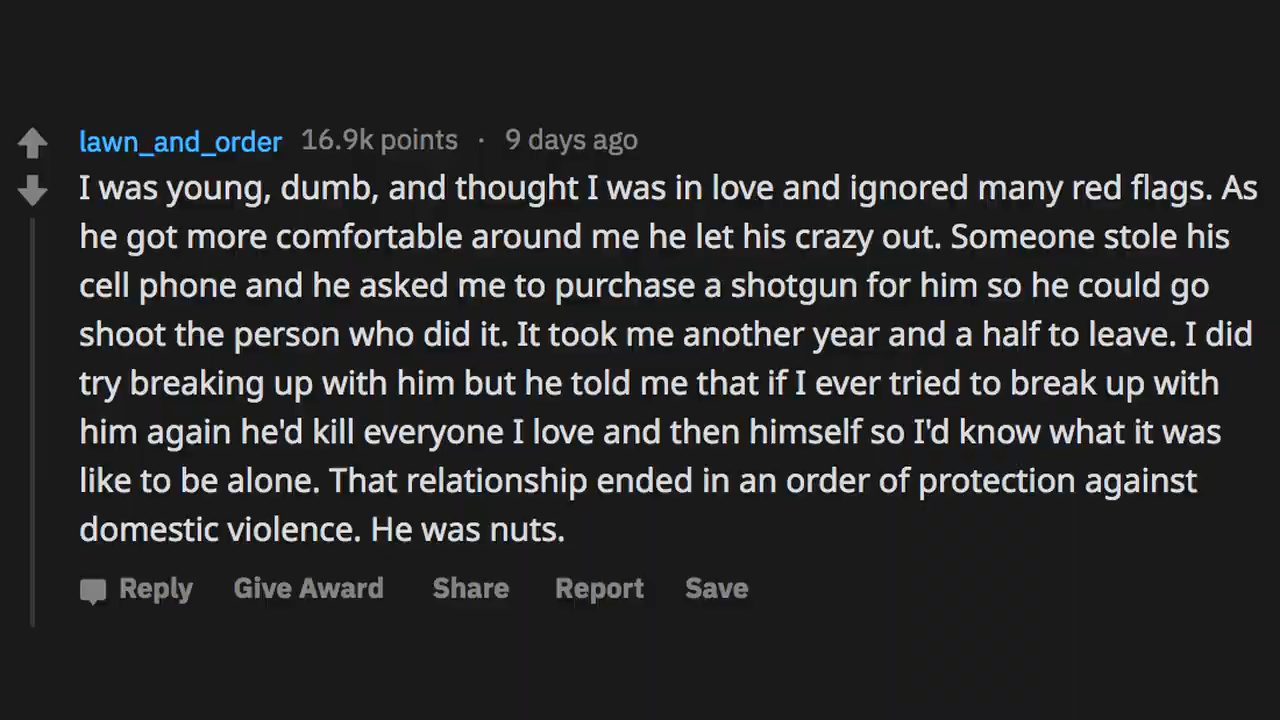 lawn_and_order 16.9k points · 9 days ago
I was young, dumb, and thought I was in love and ignored many red flags. As
he got more comfortable around me he let his crazy out. Someone stole his
cell phone and he asked me to purchase a shotgun for him so he could go
shoot the person who did it. It took me another year and a half to leave. I did
try breaking up with him but he told me that if I ever tried to break up with
him again he'd kill everyone I love and then himself so I'd know what it was
like to be alone. That relationship ended in an order of protection against
domestic violence. He was nuts.
Reply Give Award Share Report Save